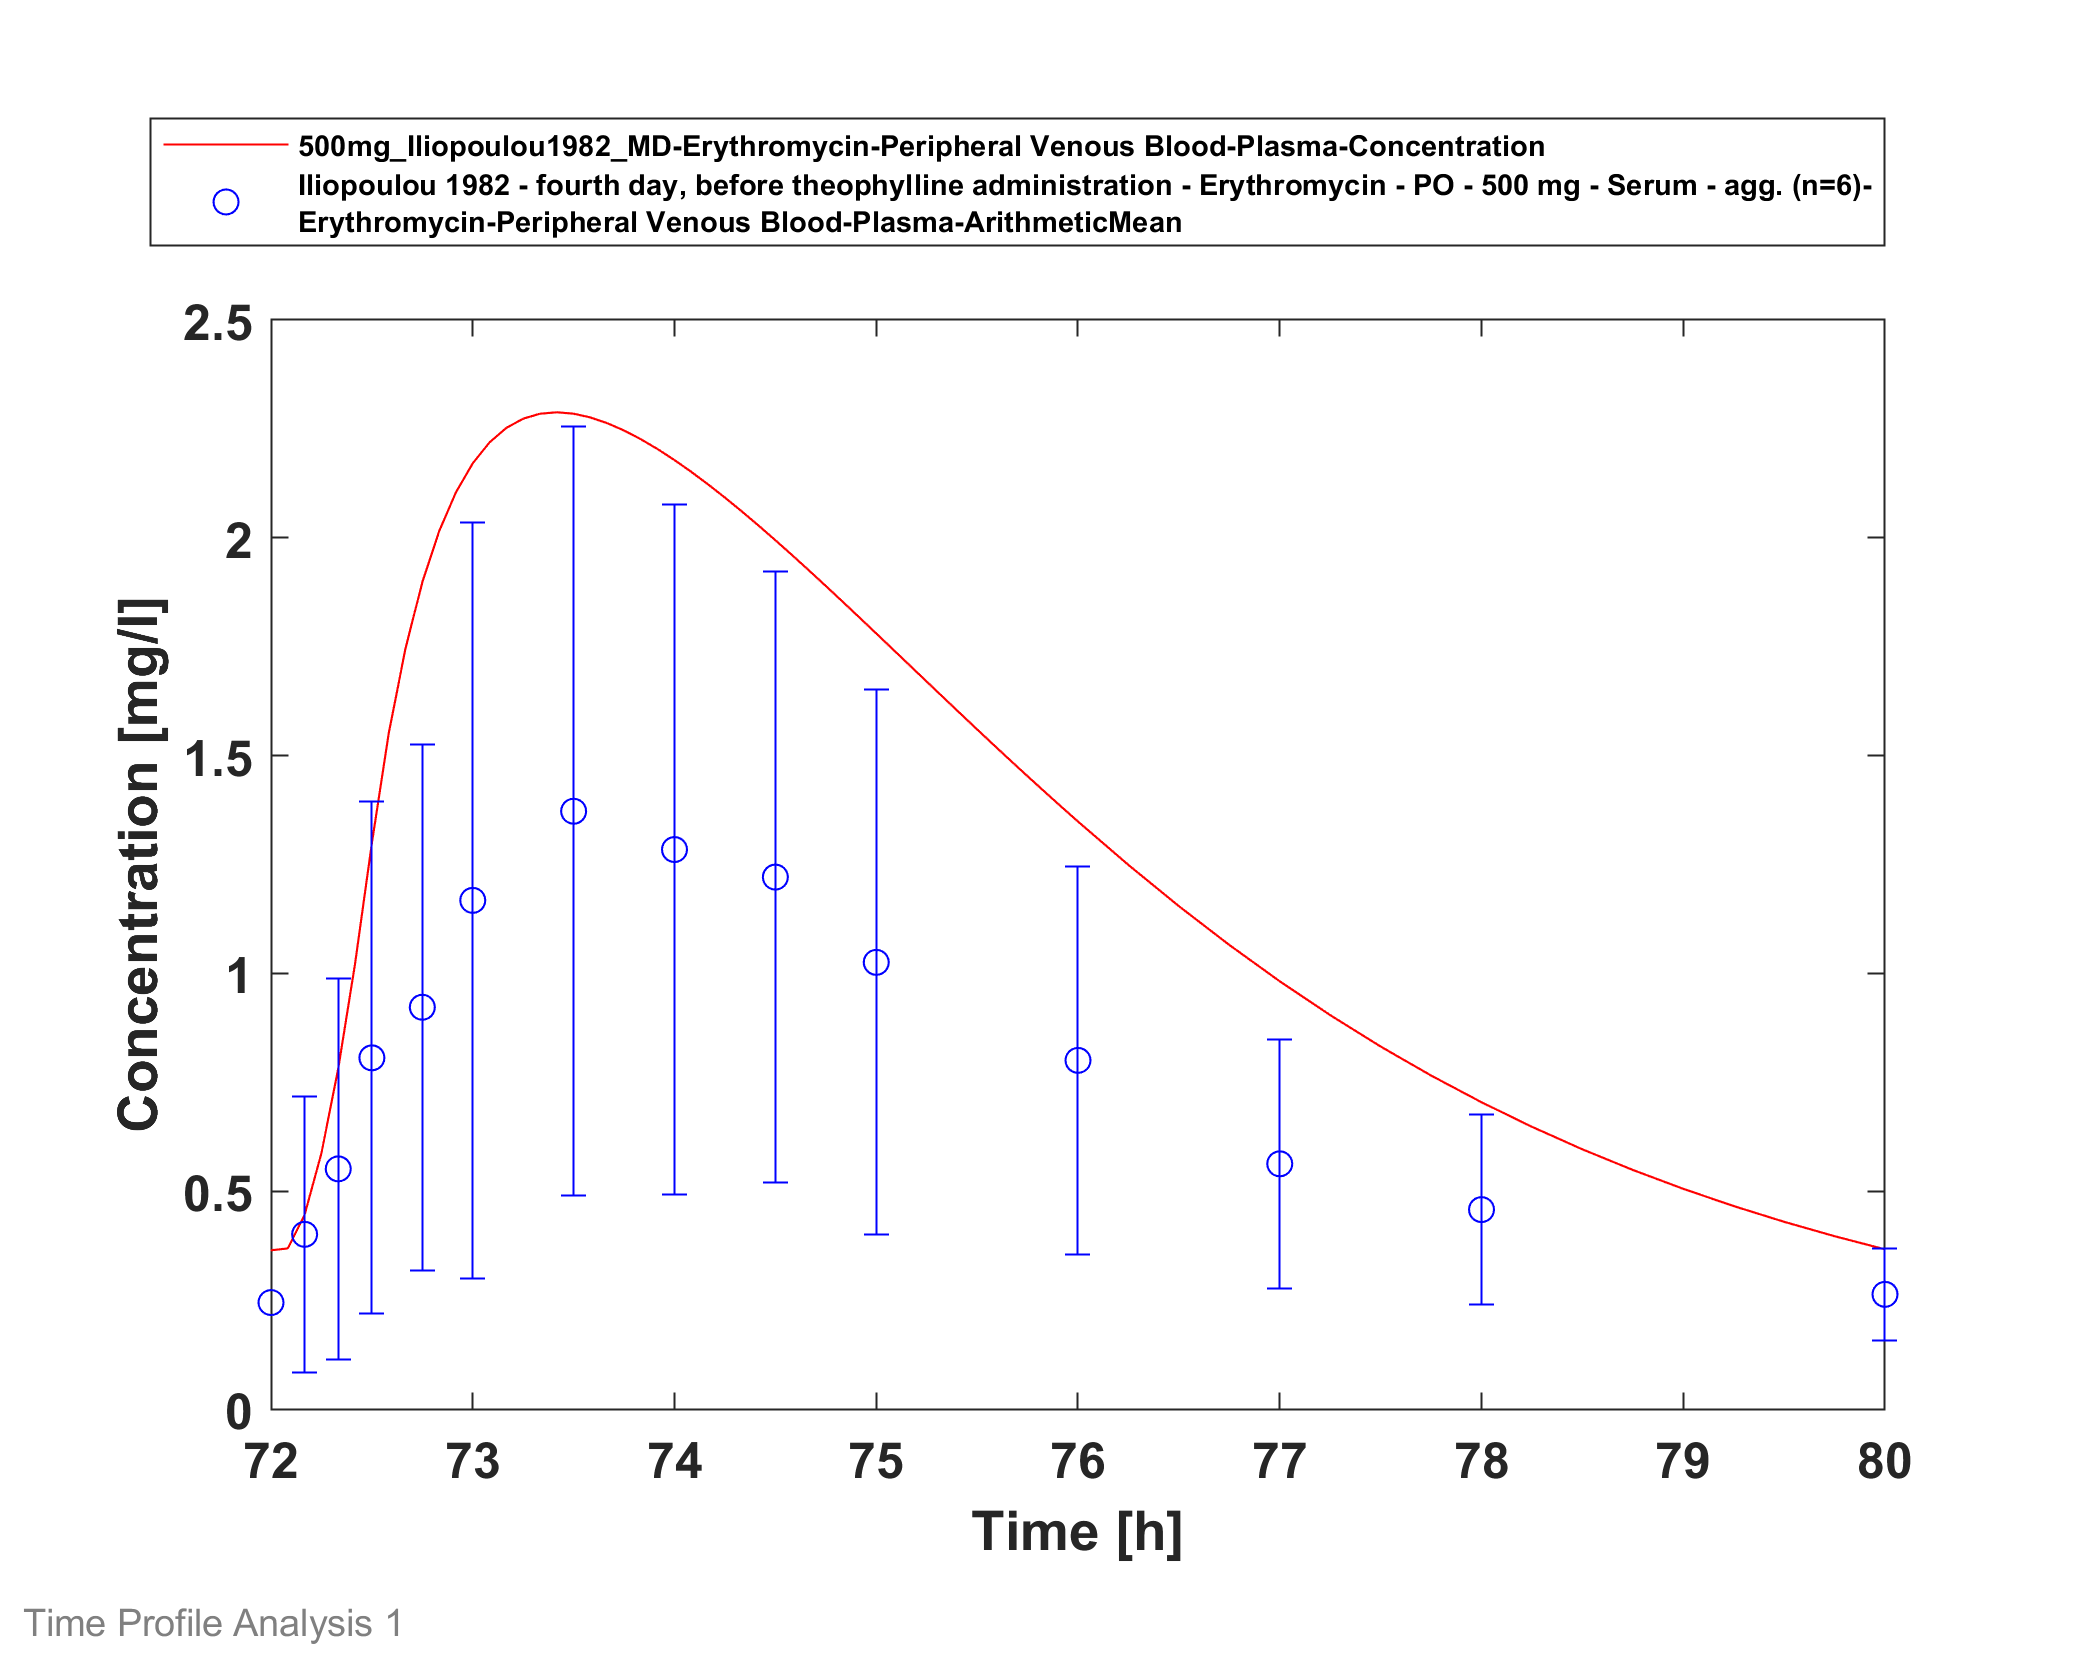 500mg_Iliopoulou1982_MD-Erythromycin-Peripheral Venous Blood-Plasma-Concentration
Iliopoulou 1982 - fourth day, before theophylline administration - Erythromycin - PO - 500 mg - Serum - agg. (n=6)-
Erythromycin-Peripheral Venous Blood-Plasma-ArithmeticMean
2.5
2
1.5
1
0.5
0
Concentration [mg/l]
72 73 74 75 76 77 78 79 80
Time [h]
Time Profile Analysis 1